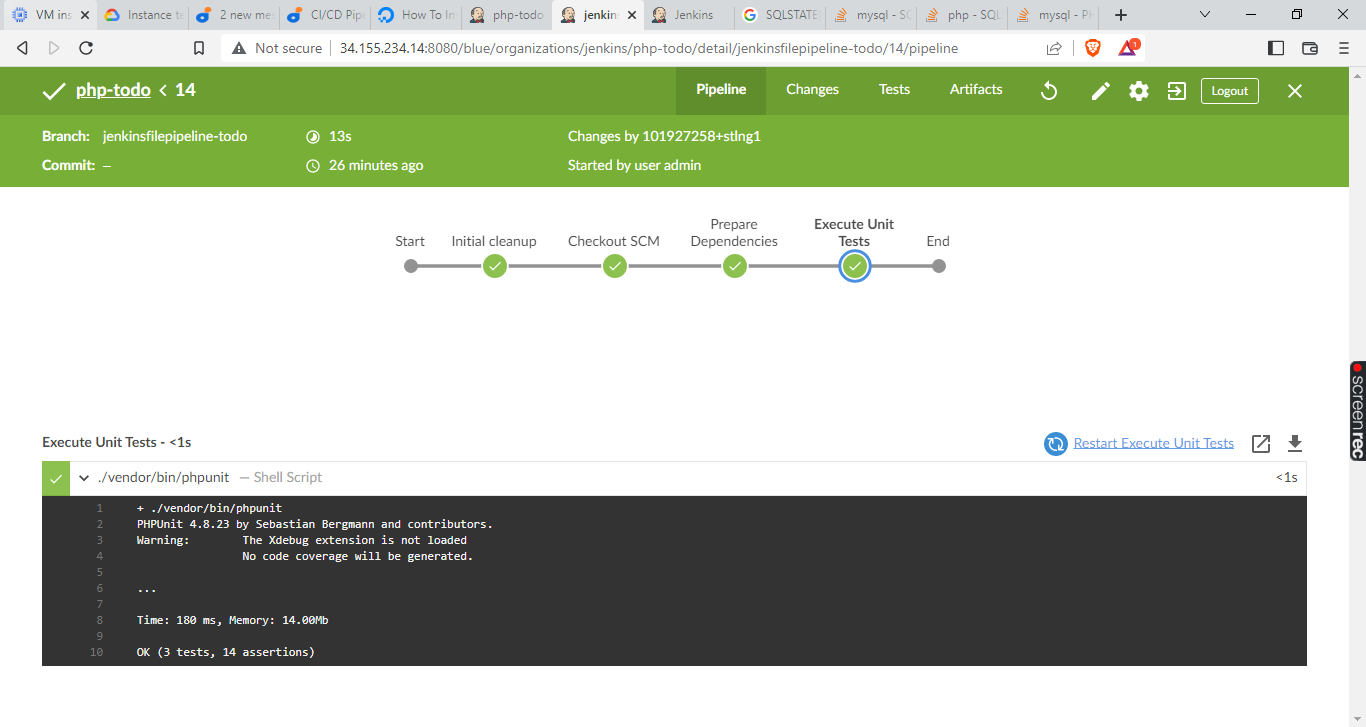 VM ins
Instance te
2 new mes
CI/CD Pipe
How To In
php-todo
jenkins
Jenkins
SQLSTATE
mysql - SQ
php - SQL
mysql - PH
Not secure
34.155.234.14:8080/blue/organizations/jenkins/php-todo/detail/jenkinsfilepipeline-todo/14/pipeline
1
php-todo < 14
Pipeline
Changes
Tests
Artifacts
Logout
Branch: jenkinsfilepipeline-todo
13s
Changes by 101927258+stlng1
Commit: –
26 minutes ago
Started by user admin
Start
Initial cleanup
Checkout SCM
Prepare
Dependencies
Execute Unit
Tests
End
screenrec
Execute Unit Tests - <1s
Restart Execute Unit Tests
./vendor/bin/phpunit — Shell Script
<1s
1 + ./vendor/bin/phpunit
2 PHPUnit 4.8.23 by Sebastian Bergmann and contributors.
3 Warning: The Xdebug extension is not loaded
4 No code coverage will be generated.
5
6 ...
7
8 Time: 180 ms, Memory: 14.00Mb
9
10 OK (3 tests, 14 assertions)